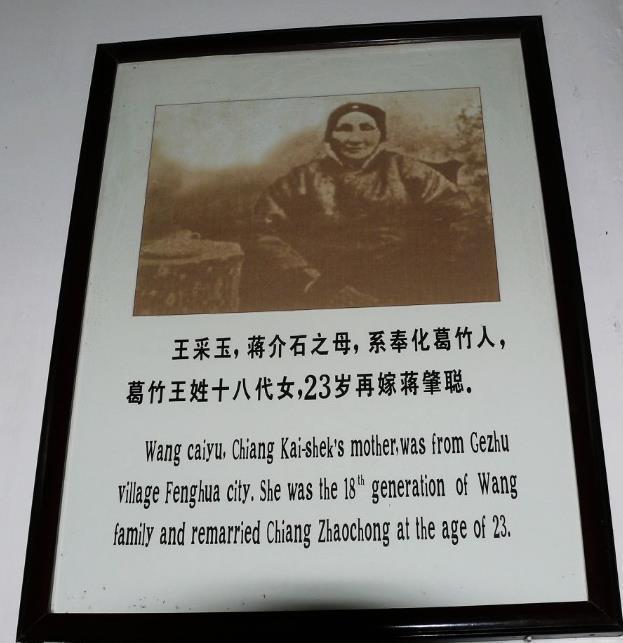 王采玉，蒋介石之母，系奉化葛竹人，
葛竹王姓十八代女，23岁再嫁蒋肇聪．
Wang caiyu, Chiang Kai-shek's mother,was from Gezhu
village Fenghua city. She was the 18th generation of Wang
family and remarried Chiang Zhaochong at the age of 23.